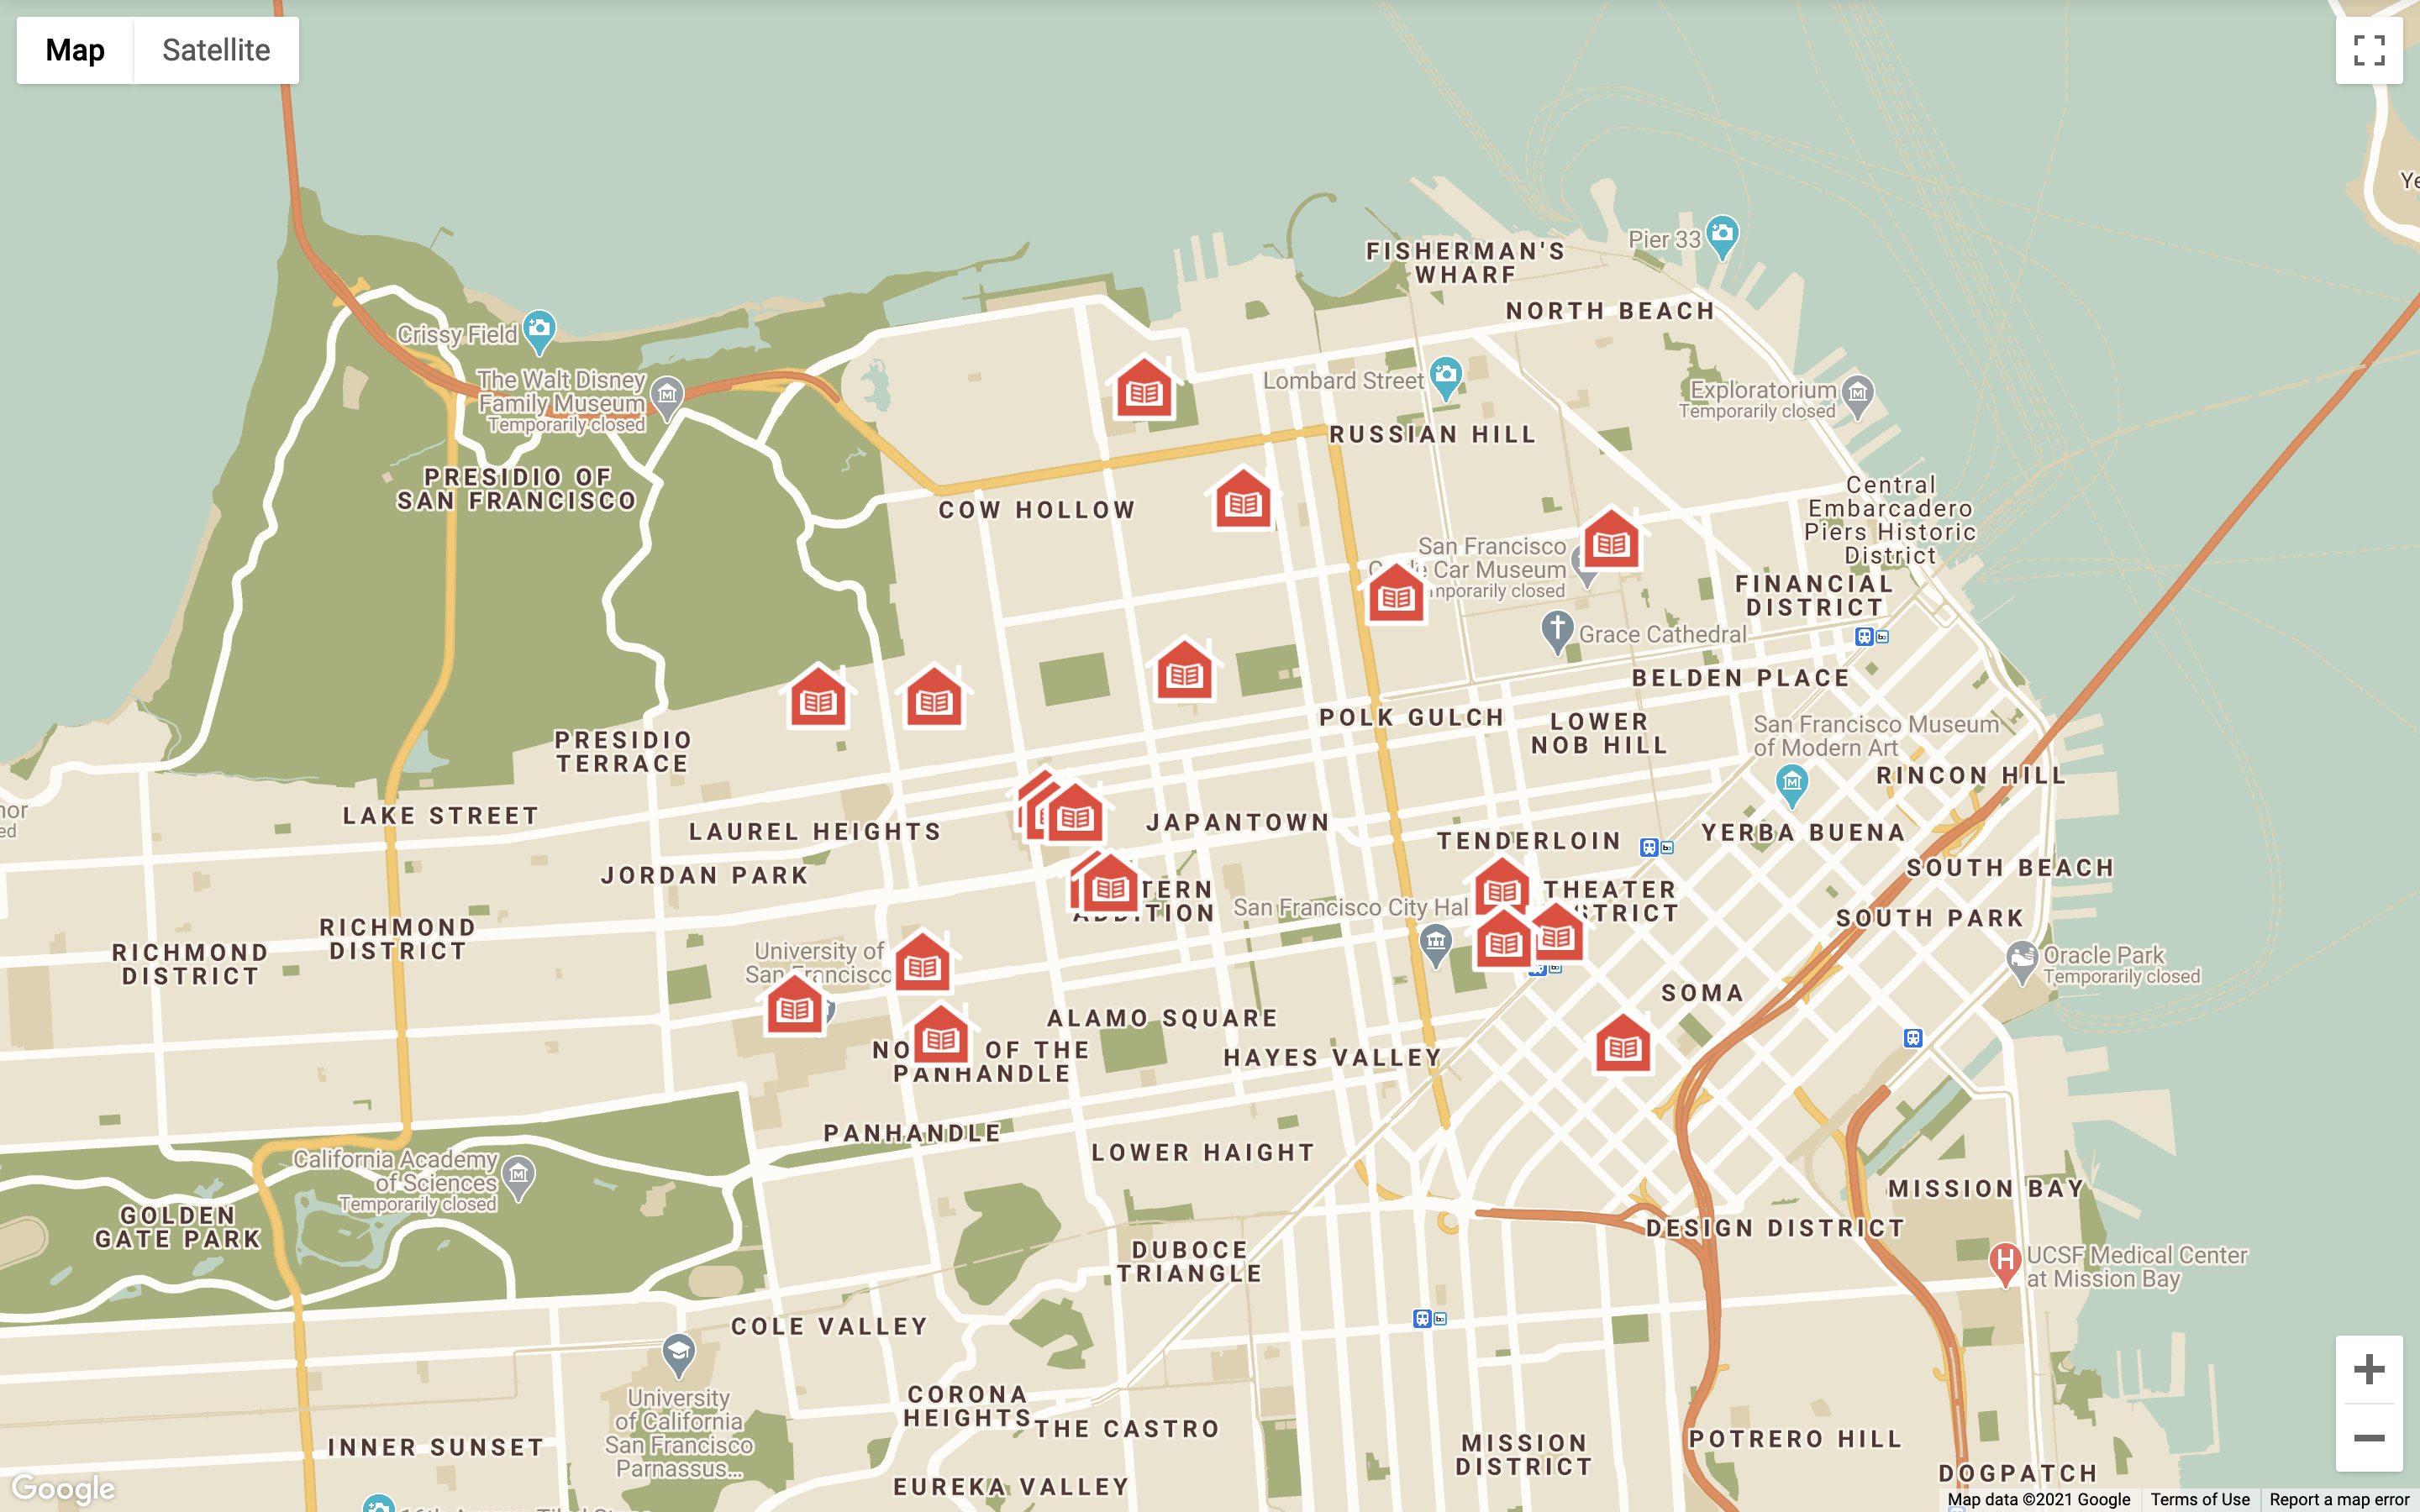 Map
Satellite
Pier 33
FISHERMAN'S
WHARF
NORTH BEACH
Crissy Field
The Walt Disney
Family Museum
Temporarily closed
Lombard Street
Exploratorium
Temporarily closed
RUSSIAN HILL
PRESIDIO OF
SAN FRANCISCO
COW HOLLOW
Central
Embarcadero
Piers Historic
District
San Francisco
Car Museum
FINANCIAL
DISTRICT
Grace Cathedral
BELDEN PLACE
POLK GULCH
LOWER
NOB HILL
San Francisco Museum
of Modern Art
PRESIDIO
TERRACE
RINCON HILL
LAKE STREET
LAUREL HEIGHTS
JAPANTOWN
TENDERLOIN
YERBA BUENA
JORDAN PARK
SOUTH BEACH
ADDITION
THEATER
San Francisco City Hal
SOUTH PARK
RICHMOND
DISTRICT
RICHMOND
DISTRICT
University of
San Francisco
Oracle Park
Temporarily closed
SOMA
ALAMO SQUARE
OF THE
PANHANDLE
HAYES VALLEY
PANHANDLE
LOWER HAIGHT
California Academy
of Sciences
Temporarily closed
MISSION BAY
GOLDEN
GATE PARK
DESIGN DISTRICT
DUBOCE
TRIANGLE
UCSF Medical Center
at Mission Bay
COLE VALLEY
University
of California
San Francisco
Parnassus...
CORONA
HEIGHTS
THE CASTRO
INNER SUNSET
MISSION
DISTRICT
POTRERO HILL
DOGPATCH
EUREKA VALLEY
Google
Map data ©2021 Google
Terms of Use
Report a map error